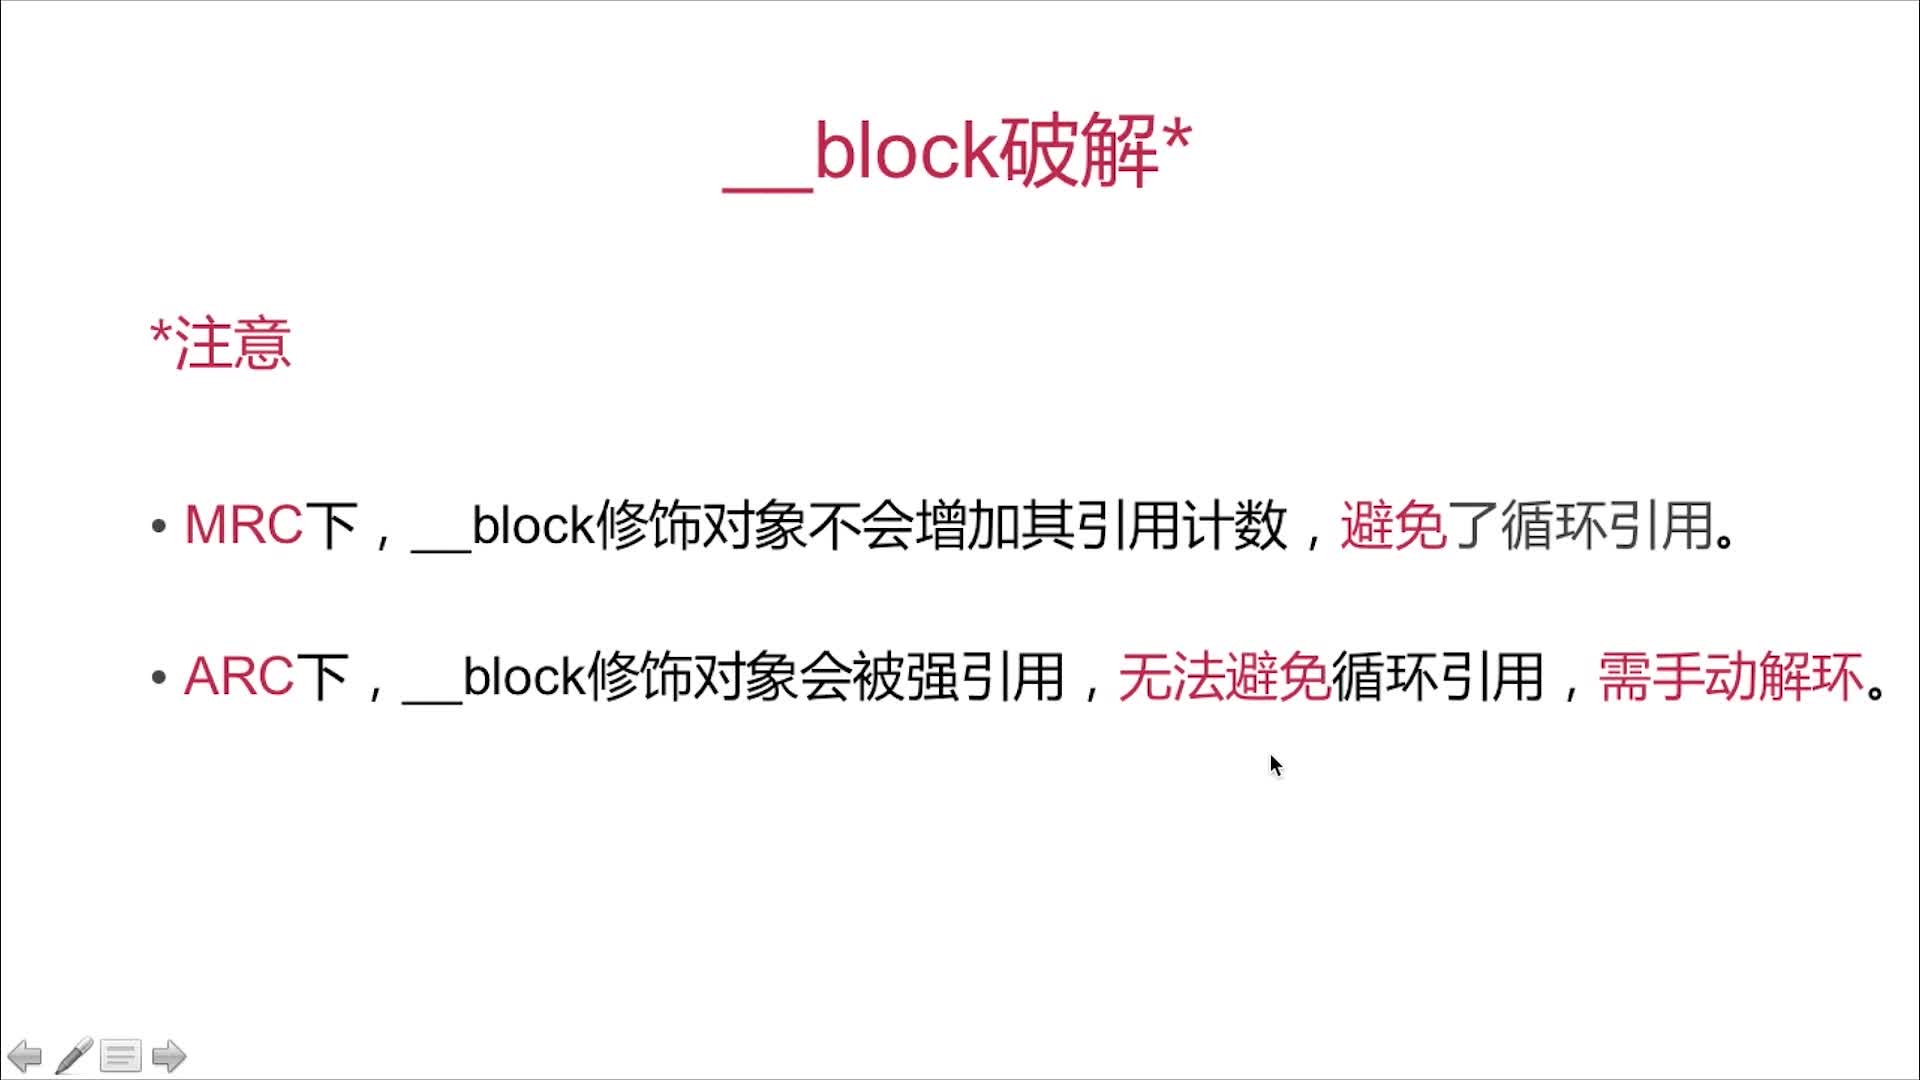 __block破解*
*注意
• MRC下，__block修饰对象不会增加其引用计数，避免了循环引用。
• ARC下，__block修饰对象会被强引用，无法避免循环引用，需手动解环。